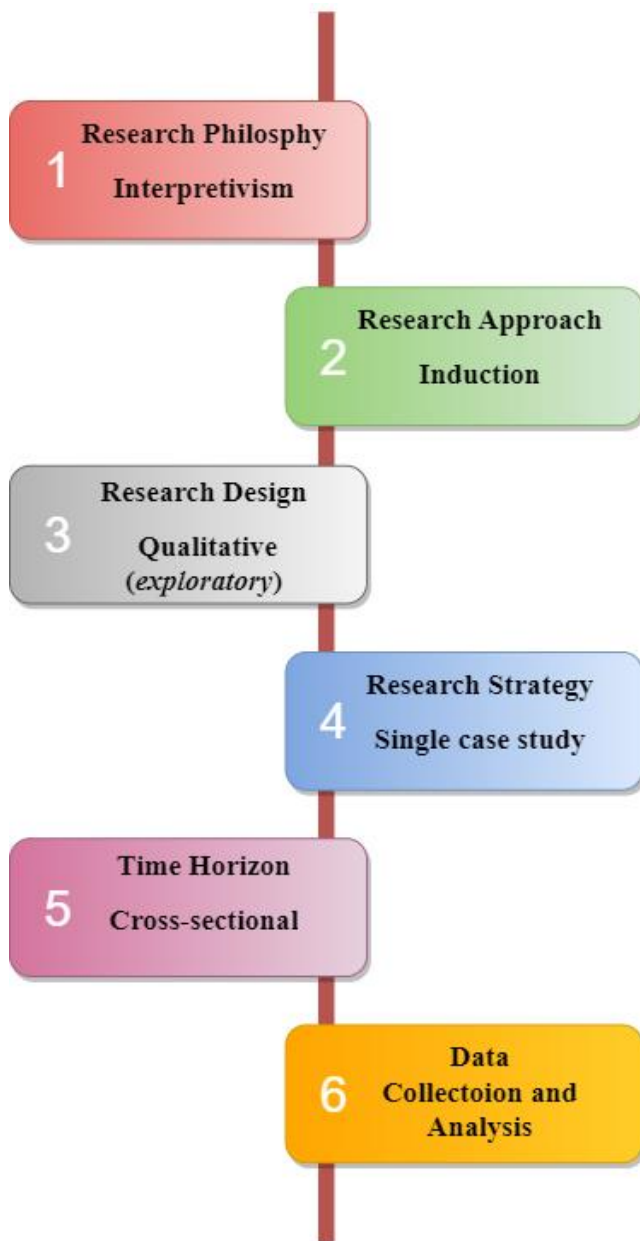 1
Research Philosphy
Interpretivism
2
Research Approach
Induction
3
Research Design
Qualitative
(exploratory)
4
Research Strategy
Single case study
5
Time Horizon
Cross-sectional
6
Data
Collectoion and
Analysis